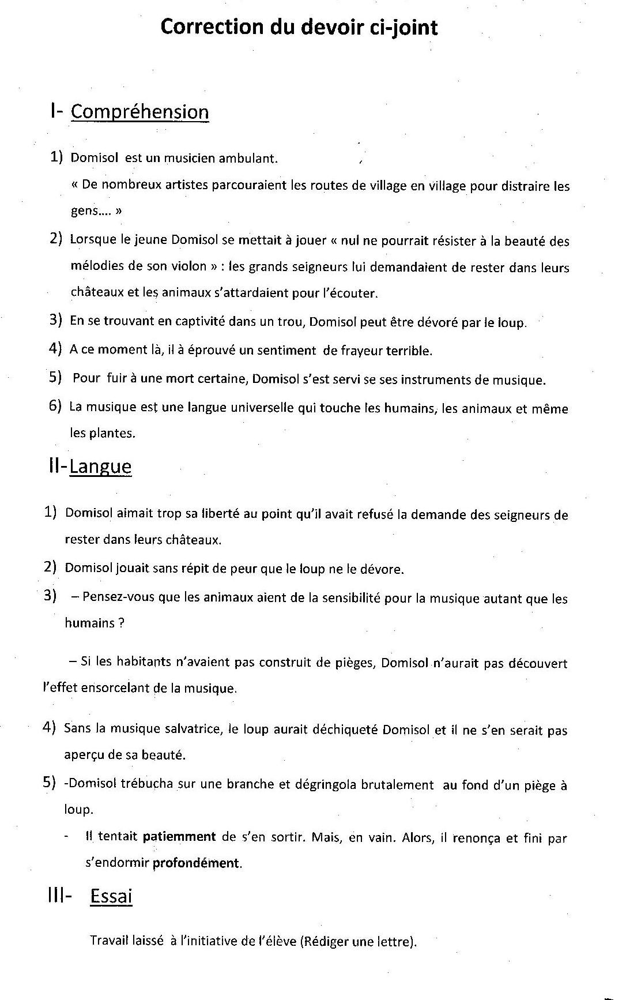 Correction du devoir ci-joint
I- Compréhension
1) Domisol est un musicien ambulant.
« De nombreux artistes parcouraient les routes de village en village pour distraire les
gens.... »
2) Lorsque le jeune Domisol se mettait à jouer « nul ne pourrait résister à la beauté des
mélodies de son violon » : les grands seigneurs lui demandaient de rester dans leurs
châteaux et les animaux s'attardaient pour l'écouter.
3) En se trouvant en captivité dans un trou, Domisol peut être dévoré par le loup.
4) A ce moment là, il à éprouvé un sentiment de frayeur terrible.
5) Pour fuir à une mort certaine, Domisol s'est servi se ses instruments de musique.
6) La musique est une langue universelle qui touche les humains, les animaux et même
les plantes.
II-Langue
1) Domisol aimait trop sa liberté au point qu'il avait refusé la demande des seigneurs de
rester dans leurs châteaux.
2) Domisol jouait sans répit de peur que le loup ne le dévore.
3) – Pensez-vous que les animaux aient de la sensibilité pour la musique autant que les
humains ?
– Si les habitants n'avaient pas construit de pièges, Domisol n'aurait pas découvert
l'effet ensorcelant de la musique.
4) Sans la musique salvatrice, le loup aurait déchiqueté Domisol et il ne s'en serait pas
aperçu de sa beauté.
5) -Domisol trébucha sur une branche et dégringola brutalement au fond d'un piège à
loup.
- Il tentait patiemment de s'en sortir. Mais, en vain. Alors, il renonça et fini par
s'endormir profondément.
III- Essai
Travail laissé à l'initiative de l'élève (Rédiger une lettre).